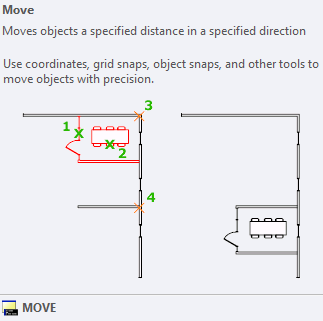 Move
Moves objects a specified distance in a specified direction
Use coordinates, grid snaps, object snaps, and other tools to
move objects with precision.
3
1
2
4
MOVE